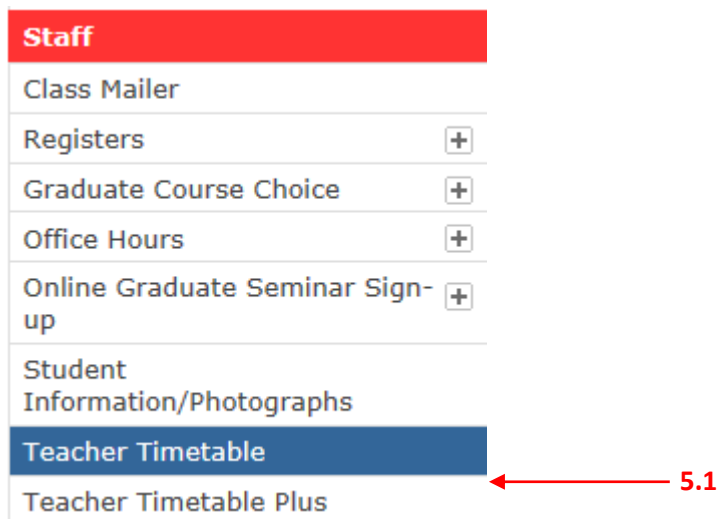 Staff
Class Mailer
Registers
Graduate Course Choice
Office Hours
Online Graduate Seminar Sign-
up
Student
Information/Photographs
Teacher Timetable
5.1
Teacher Timetable Plus